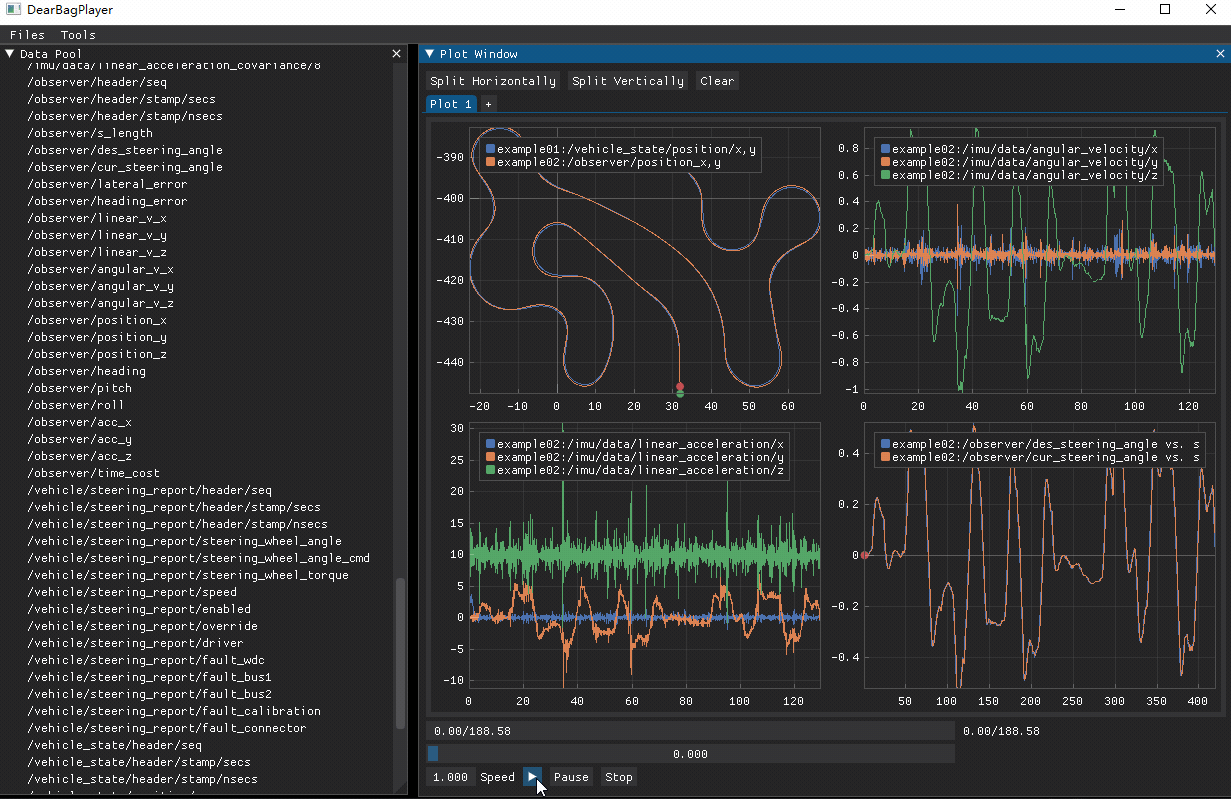 DearBagPlayer
Files Tools
Data Pool
/imu/data/linear_acceleration_covariance/8
/observer/header/seq
/observer/header/stamp/secs
/observer/header/stamp/nsecs
/observer/s_length
/observer/des_steering_angle
/observer/cur_steering_angle
/observer/lateral_error
/observer/heading_error
/observer/linear_v_x
/observer/linear_v_y
/observer/linear_v_z
/observer/angular_v_x
/observer/angular_v_y
/observer/angular_v_z
/observer/position_x
/observer/position_y
/observer/position_z
/observer/heading
/observer/pitch
/observer/roll
/observer/acc_x
/observer/acc_y
/observer/acc_z
/observer/time_cost
/vehicle/steering_report/header/seq
/vehicle/steering_report/header/stamp/secs
/vehicle/steering_report/header/stamp/nsecs
/vehicle/steering_report/steering_wheel_angle
/vehicle/steering_report/steering_wheel_angle_cmd
/vehicle/steering_report/steering_wheel_torque
/vehicle/steering_report/speed
/vehicle/steering_report/enabled
/vehicle/steering_report/override
/vehicle/steering_report/driver
/vehicle/steering_report/fault_wdc
/vehicle/steering_report/fault_bus1
/vehicle/steering_report/fault_bus2
/vehicle/steering_report/fault_calibration
/vehicle/steering_report/fault_connector
/vehicle_state/header/seq
/vehicle_state/header/stamp/secs
/vehicle_state/header/stamp/nsecs
Plot Window
Split Horizontally Split Vertically Clear
Plot 1 +
example01:/vehicle_state/position/x,y
example02:/observer/position_x,y
-390
-400
-410
-420
-430
-440
-20 -10 0 10 20 30 40 50 60
example02:/imu/data/angular_velocity/x
example02:/imu/data/angular_velocity/y
example02:/imu/data/angular_velocity/z
0.8
0.6
0.4
0.2
0
-0.2
-0.4
-0.6
-0.8
-1
0 20 40 60 80 100 120
example02:/imu/data/linear_acceleration/x
example02:/imu/data/linear_acceleration/y
example02:/imu/data/linear_acceleration/z
30
25
20
15
10
5
0
-5
-10
0 20 40 60 80 100 120
example02:/observer/des_steering_angle vs. s
example02:/observer/cur_steering_angle vs. s
0.4
0.2
0
-0.2
-0.4
50 100 150 200 250 300 350 400
0.00/188.58 0.00/188.58
0.000
1.000 Speed Pause Stop